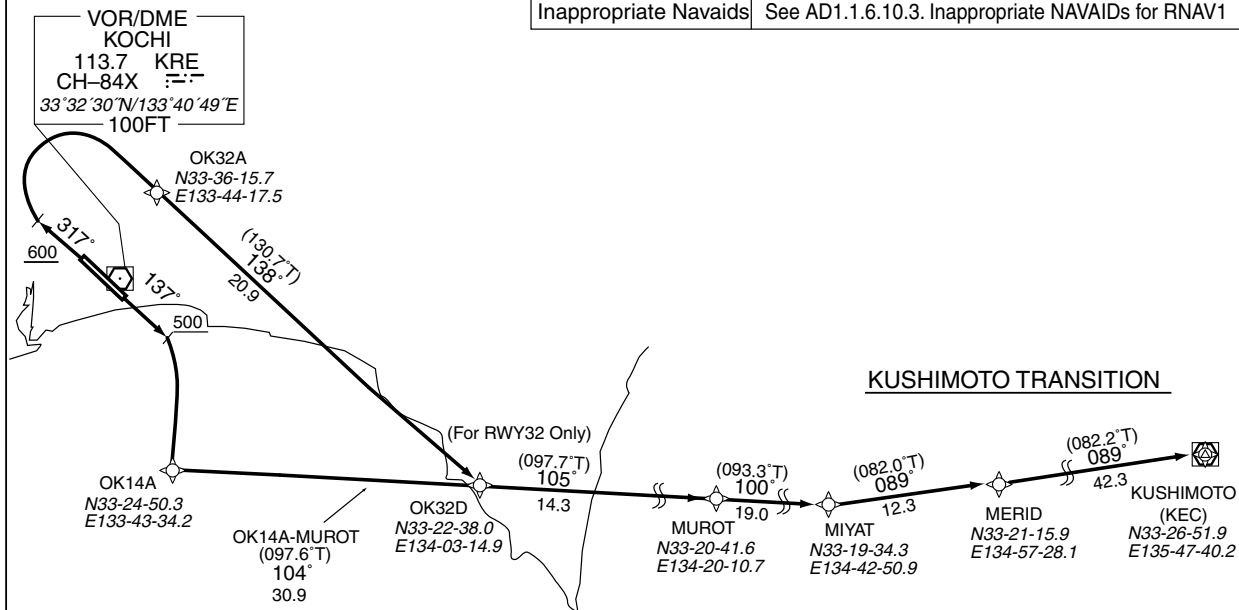 Inappropriate Navaids See AD1.1.6.10.3. Inappropriate NAVAIDs for RNAV1
VOR/DME
KOCHI
113.7 KRE
CH–84X
33°32´30˝N/133°40´49˝E
100FT
OK32A
N33-36-15.7
E133-44-17.5
317°
600
137°
500
(130.7°T)
138°
20.9
KUSHIMOTO TRANSITION
(For RWY32 Only)
(097.7°T)
105°
14.3
(093.3°T)
100°
19.0
(082.0°T)
089°
12.3
(082.2°T)
089°
42.3
OK14A
N33-24-50.3
E133-43-34.2
OK14A-MUROT
(097.6°T)
104°
30.9
OK32D
N33-22-38.0
E134-03-14.9
MUROT
N33-20-41.6
E134-20-10.7
MIYAT
N33-19-34.3
E134-42-50.9
MERID
N33-21-15.9
E134-57-28.1
KUSHIMOTO
(KEC)
N33-26-51.9
E135-47-40.2